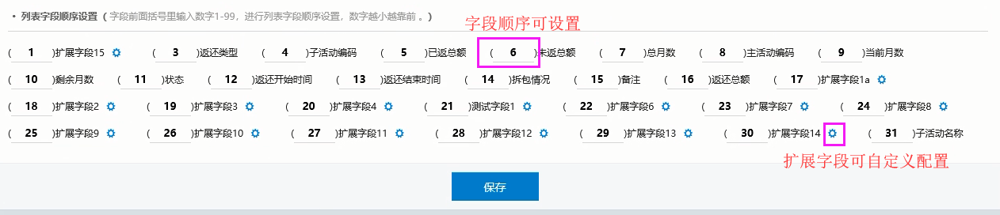 • 列表字段顺序设置（ 字段前面括号里输入数字1-99，进行列表字段顺序设置，数字越小越靠前 。）
字段顺序可设置
( 1 )扩展字段15 ( 3 )返还类型 ( 4 )子活动编码 ( 5 )已返总额 ( 6 )未返总额 ( 7 )总月数 ( 8 )主活动编码 ( 9 )当前月数
( 10 )剩余月数 ( 11 )状态 ( 12 )返还开始时间 ( 13 )返还结束时间 ( 14 )拆包情况 ( 15 )备注 ( 16 )返还总额 ( 17 )扩展字段1a
( 18 )扩展字段2 ( 19 )扩展字段3 ( 20 )扩展字段4 ( 21 )测试字段1 ( 22 )扩展字段6 ( 23 )扩展字段7 ( 24 )扩展字段8
( 25 )扩展字段9 ( 26 )扩展字段10 ( 27 )扩展字段11 ( 28 )扩展字段12 ( 29 )扩展字段13 ( 30 )扩展字段14 ( 31 )子活动名称
扩展字段可自定义配置
保存